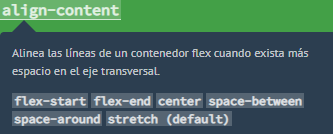 align-content
Alinea las líneas de un contenedor flex cuando exista más
espacio en el eje transversal.
flex-start flex-end center space-between
space-around stretch (default)